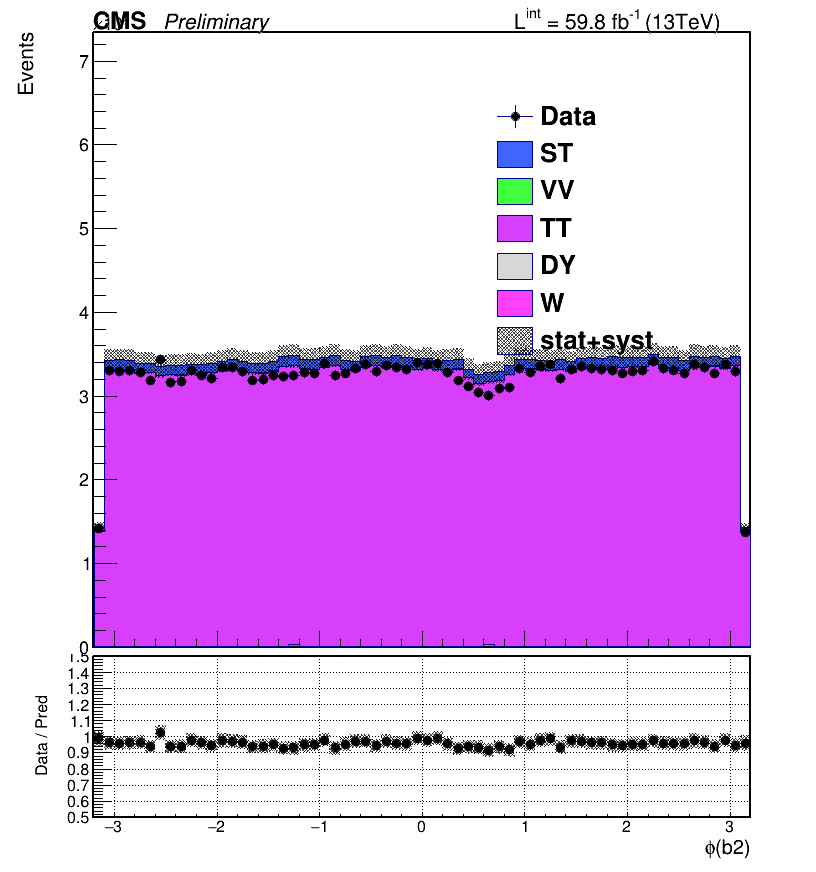 CMS Preliminary L^int = 59.8 fb^-1 (13TeV)
Events
7
6
5
4
3
2
1
0
Data
ST
VV
TT
DY
W
stat+syst
Data / Pred
1.5
1.4
1.3
1.2
1.1
1
0.9
0.8
0.7
0.6
0.5
−3 −2 −1 0 1 2 3
ϕ(b2)